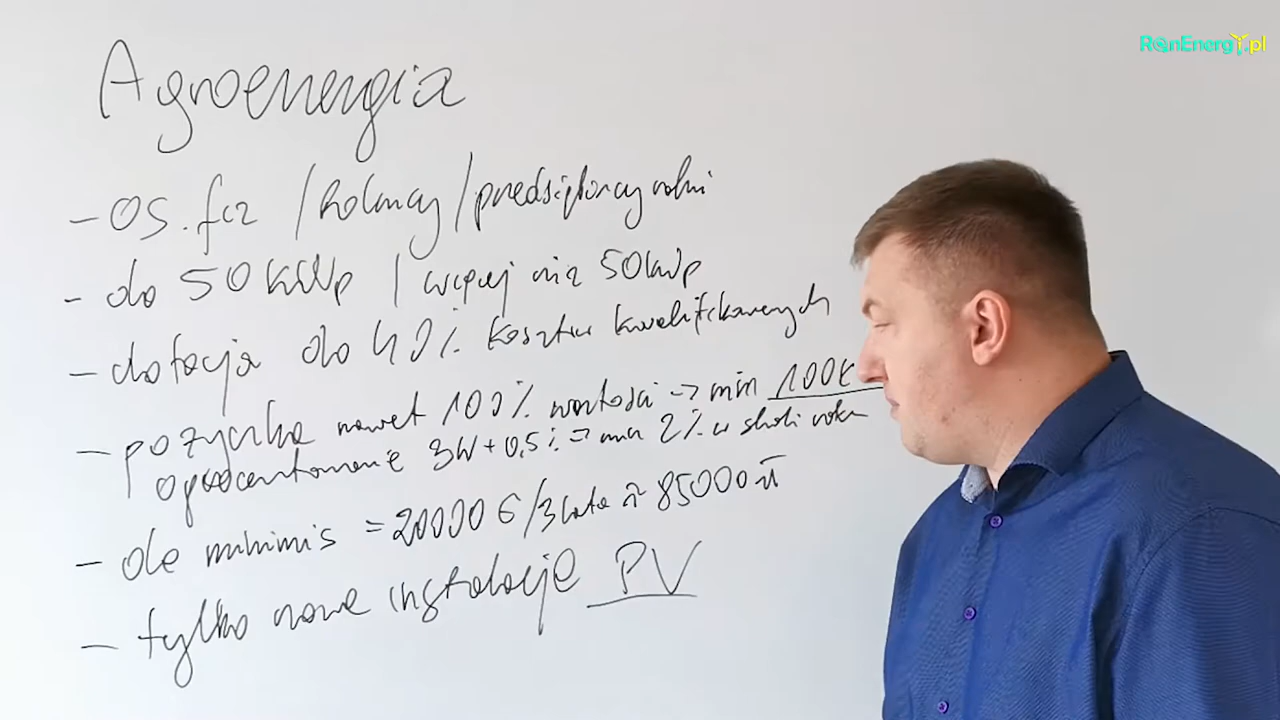 RenEnergy.pl
Agroenergia
- os.fiz / Rolnicy / przedsiębiorcy rolni
- do 50 kWp / więcej niż 50kWp
- dotacja do 40% kosztów kwalifikowanych
- pożyczka nawet 100% wartości → min 100k
oprocentowanie 3W + 0,5% → min 2% w skali roku
- de minimis = 20000 € / 3 lata ≈ 85000 zł
- tylko nowe instalacje PV